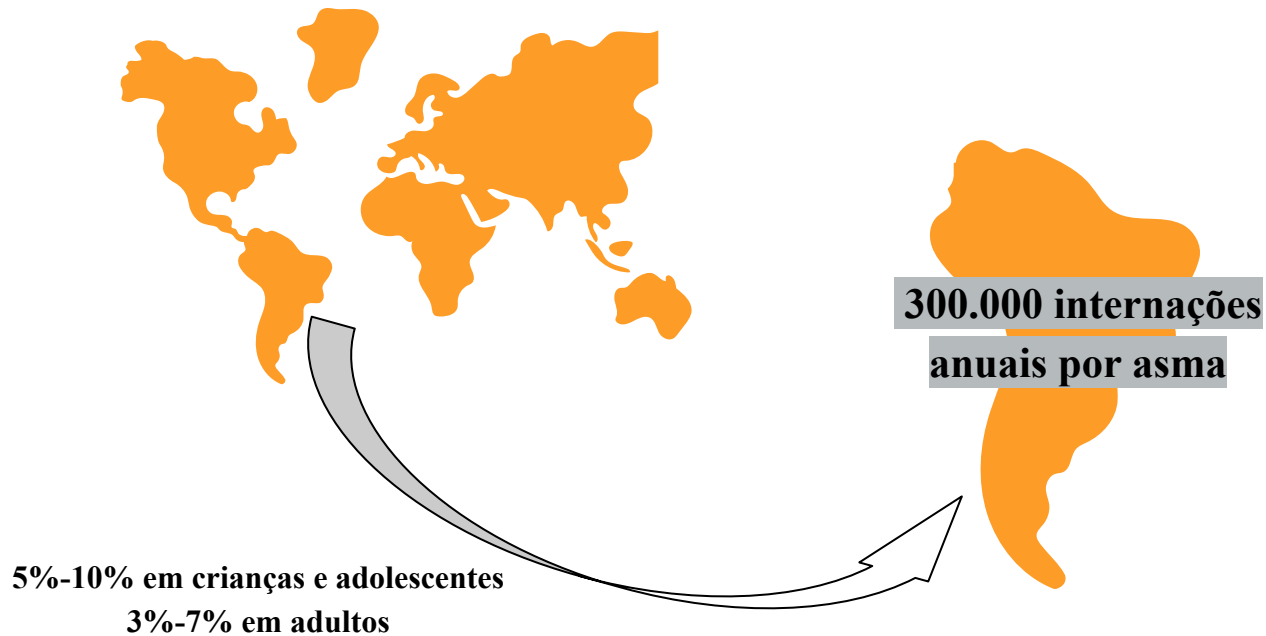 300.000 internações
anuais por asma
5%-10% em crianças e adolescentes
3%-7% em adultos